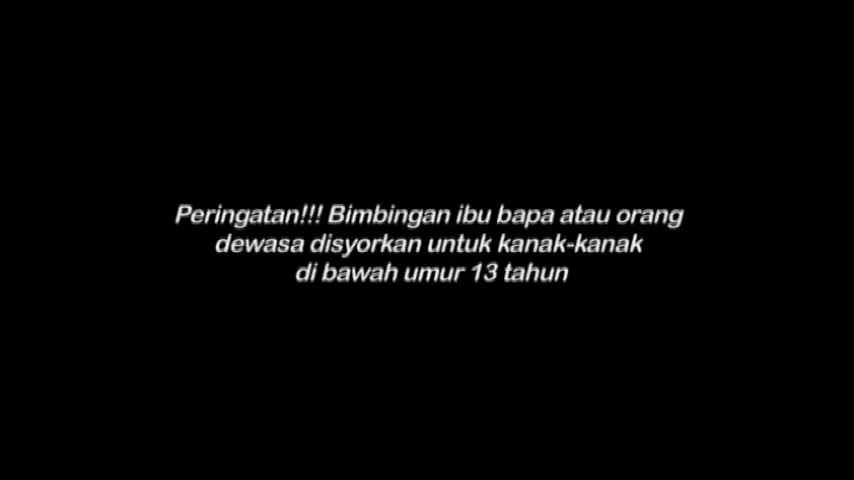 Peringatan!!! Bimbingan ibu bapa atau orang
dewasa disyorkan untuk kanak-kanak
di bawah umur 13 tahun